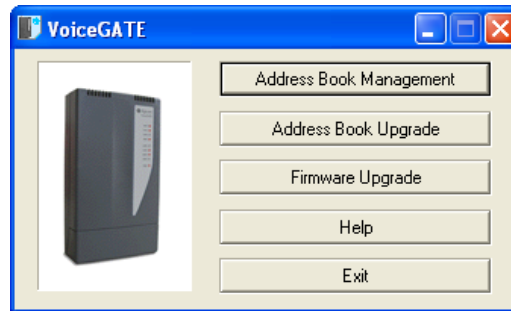 VoiceGATE
Address Book Management
Address Book Upgrade
Firmware Upgrade
Help
Exit